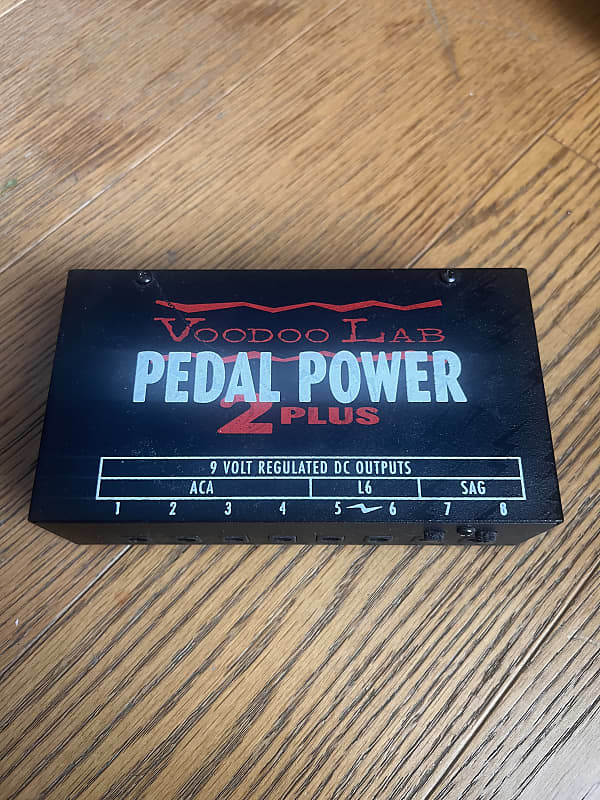 VOODOO LAB
PEDAL POWER
2 PLUS
9 VOLT REGULATED DC OUTPUTS
ACA L6 SAG
1 2 3 4 5 6 7 8